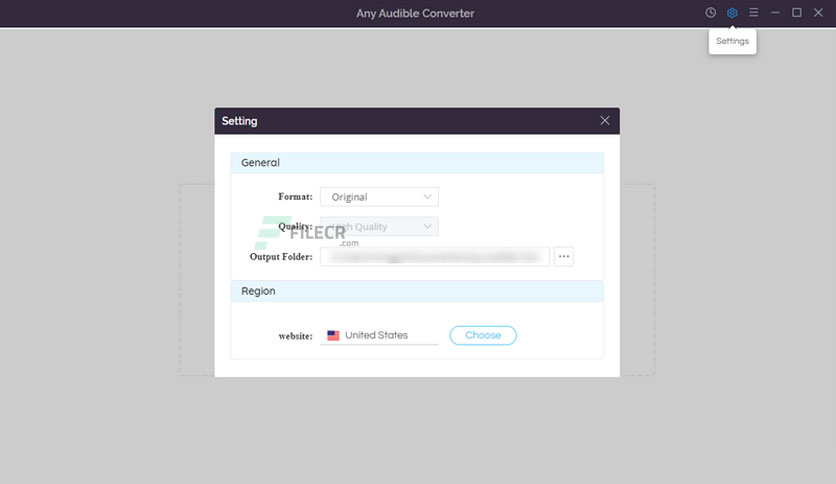 Any Audible Converter
Settings
Setting
General
Format: Original
Quality: High Quality
FILECR
.com
Output Folder:
Region
website: United States Choose